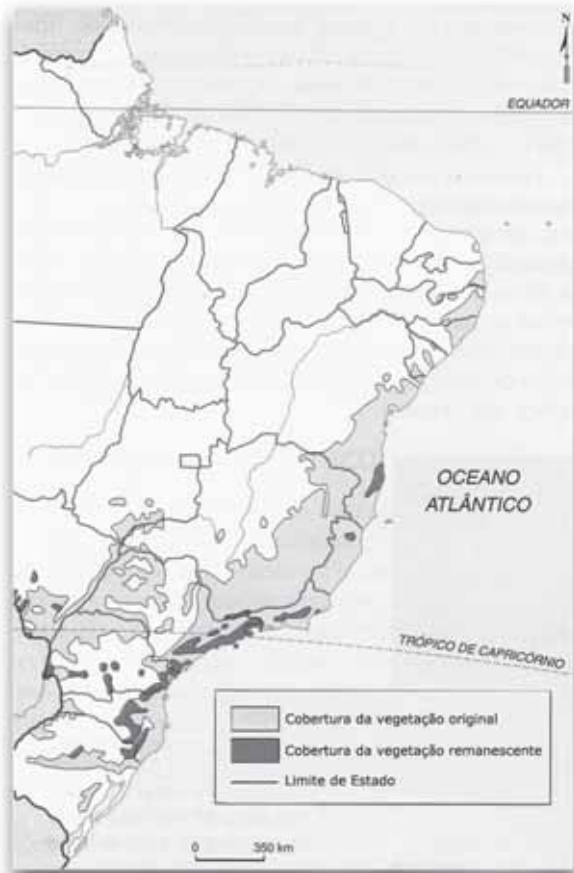 N
EQUADOR
OCEANO
ATLÂNTICO
TRÓPICO DE CAPRICÓRNIO
Cobertura da vegetação original
Cobertura da vegetação remanescente
Limite de Estado
0 350 km